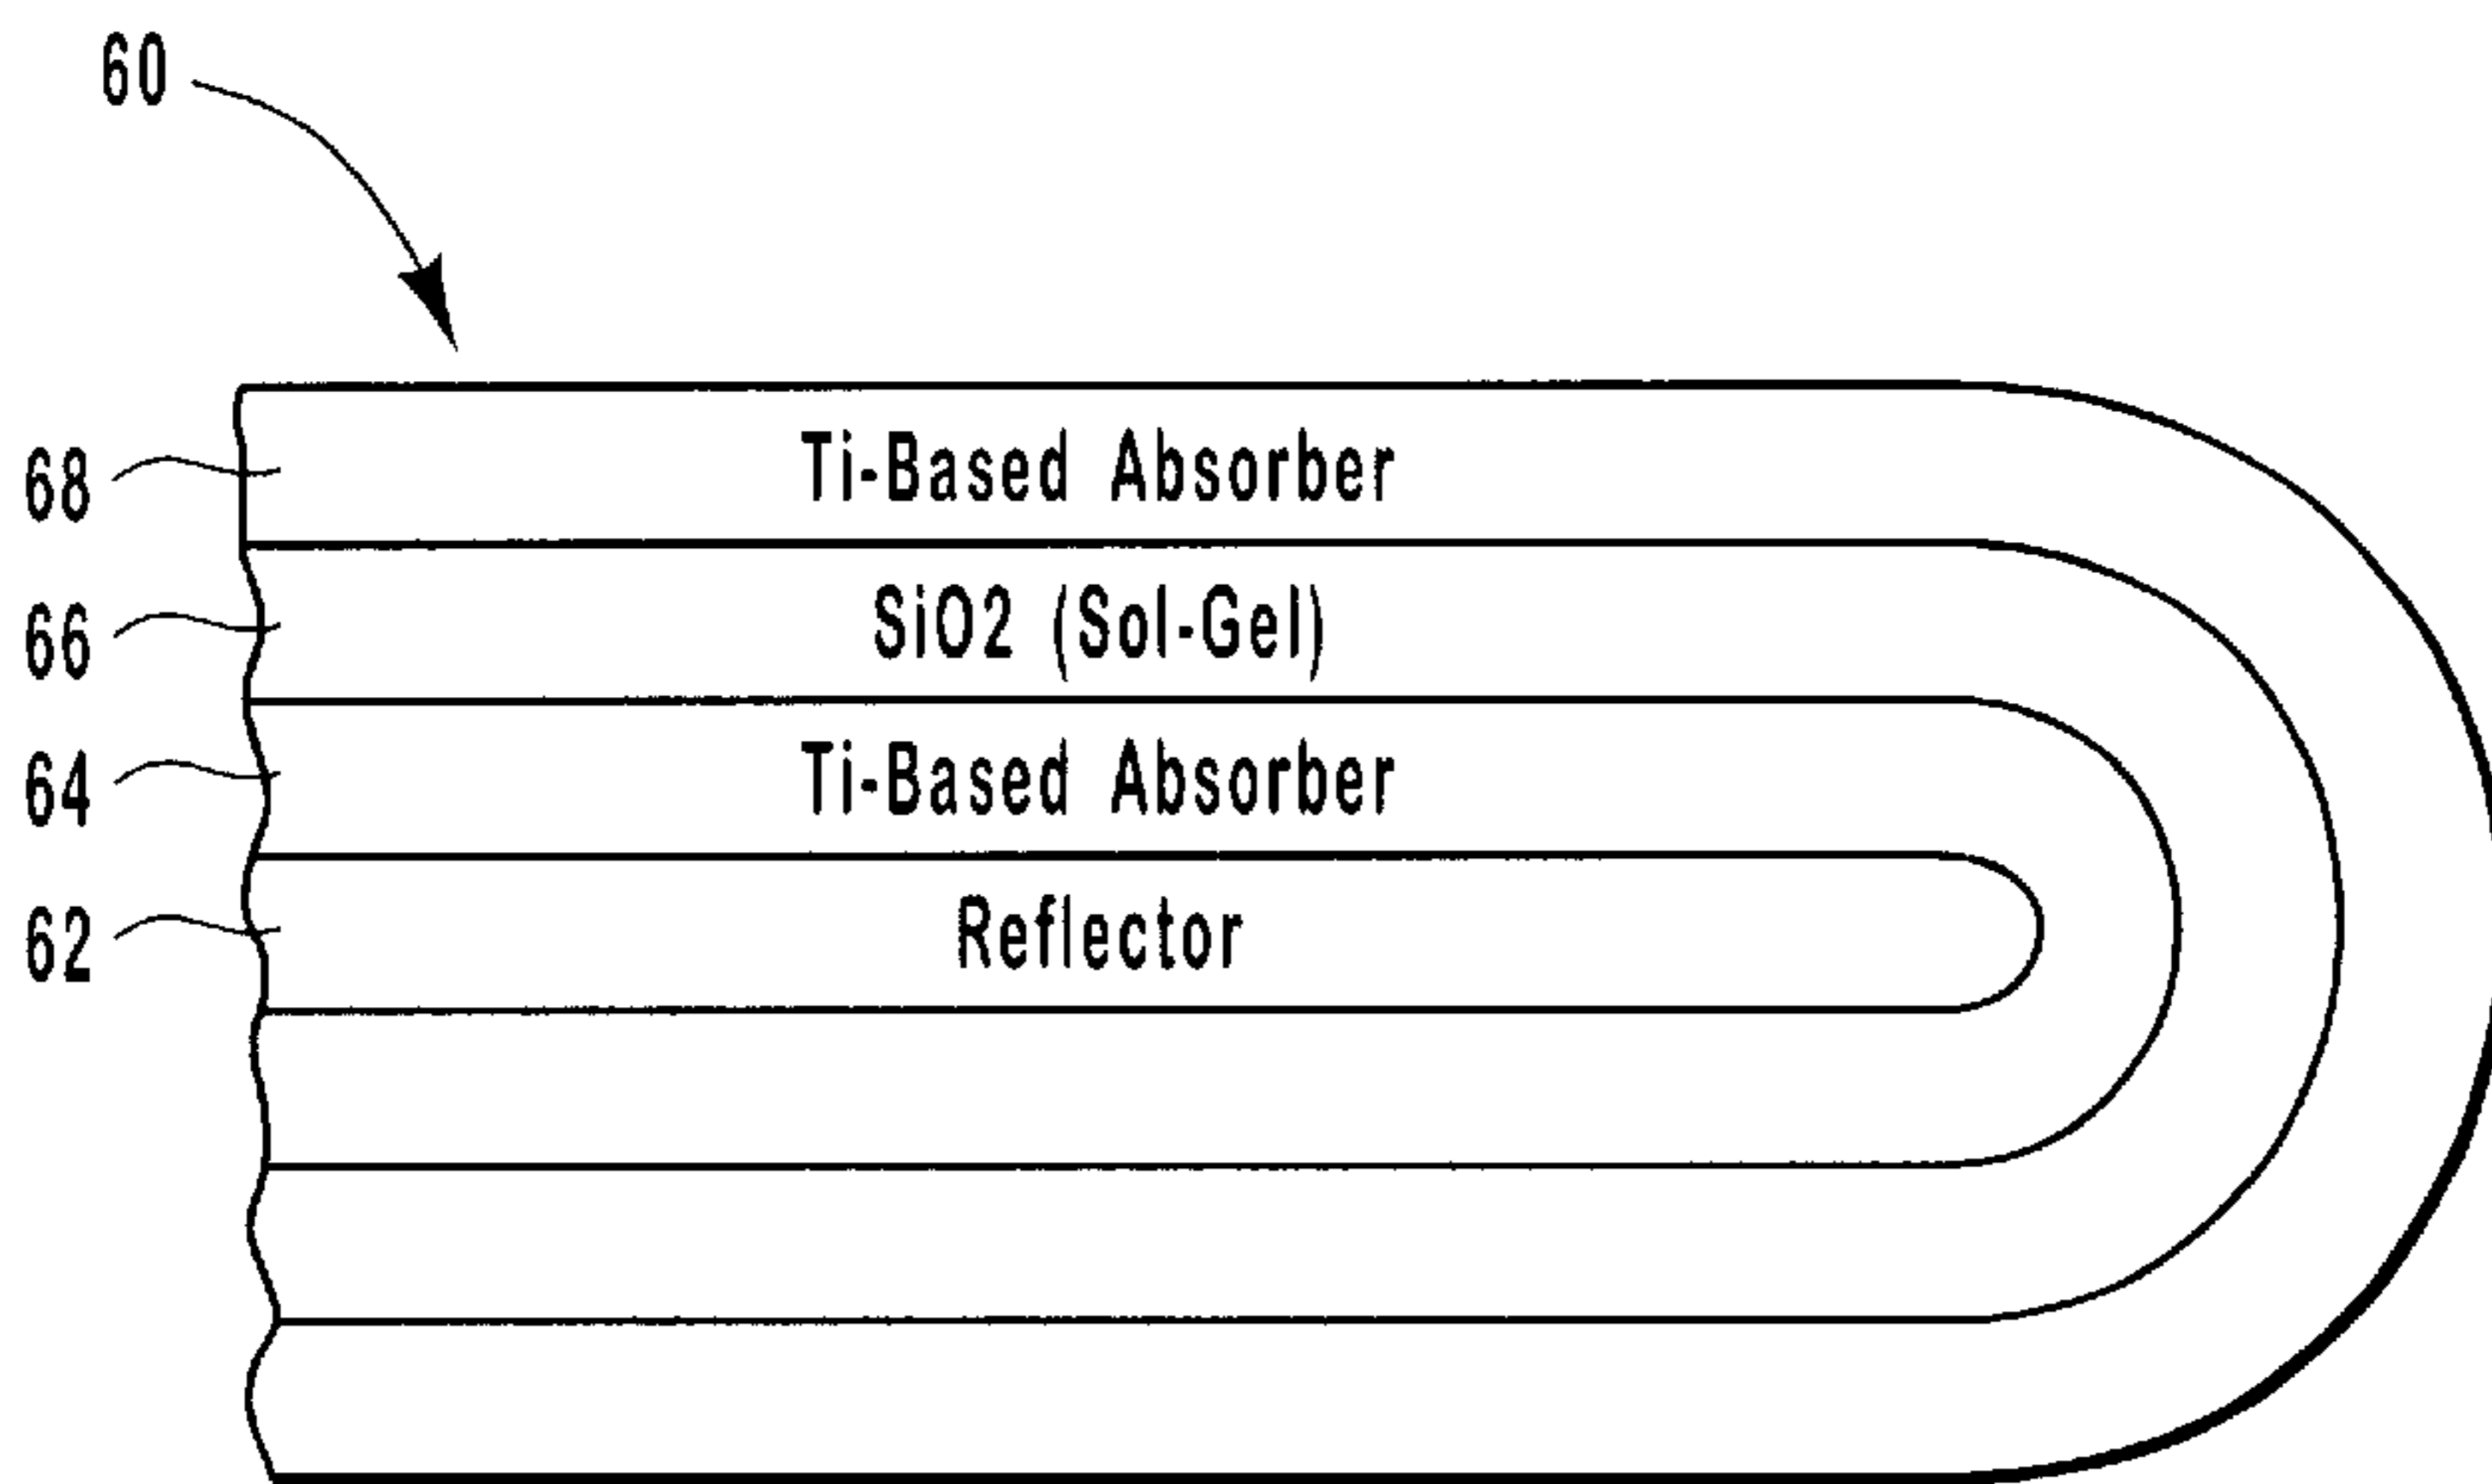 60
68 Ti-Based Absorber
66 SiO2 (Sol-Gel)
64 Ti-Based Absorber
62 Reflector